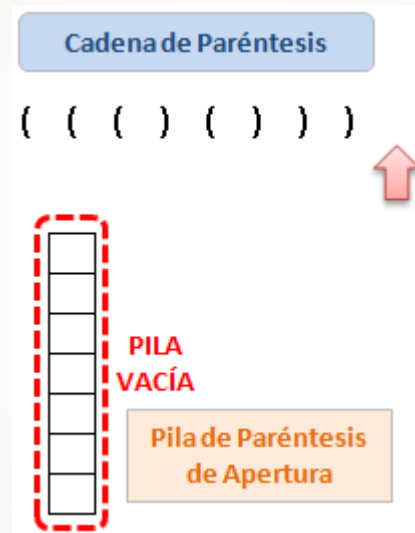 Cadena de Paréntesis
( ( ( ) ( ) ) )
PILA
VACÍA
Pila de Paréntesis
de Apertura